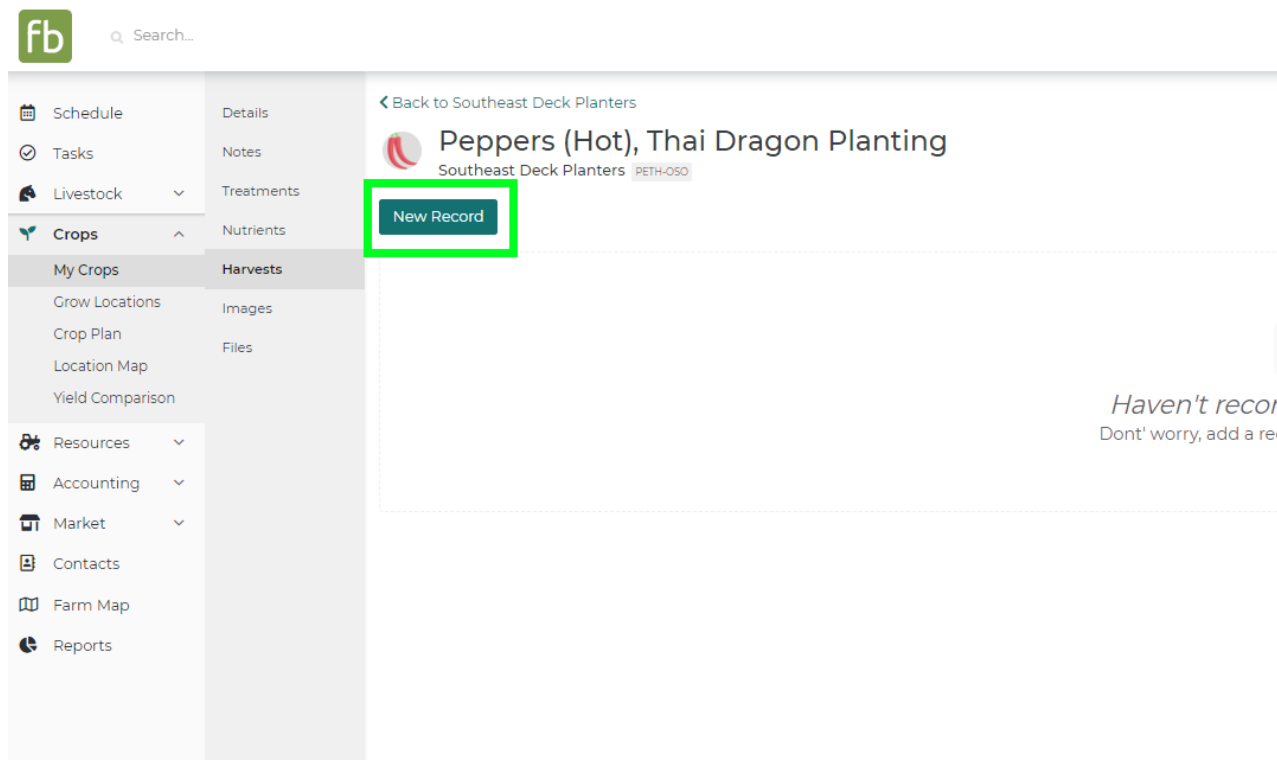 fb
Search...
Schedule
Tasks
Livestock
Crops
My Crops
Grow Locations
Crop Plan
Location Map
Yield Comparison
Resources
Accounting
Market
Contacts
Farm Map
Reports
Details
Notes
Treatments
Nutrients
Harvests
Images
Files
Back to Southeast Deck Planters
Peppers (Hot), Thai Dragon Planting
Southeast Deck Planters PETH-OSO
New Record
Haven't recor
Dont' worry, add a re